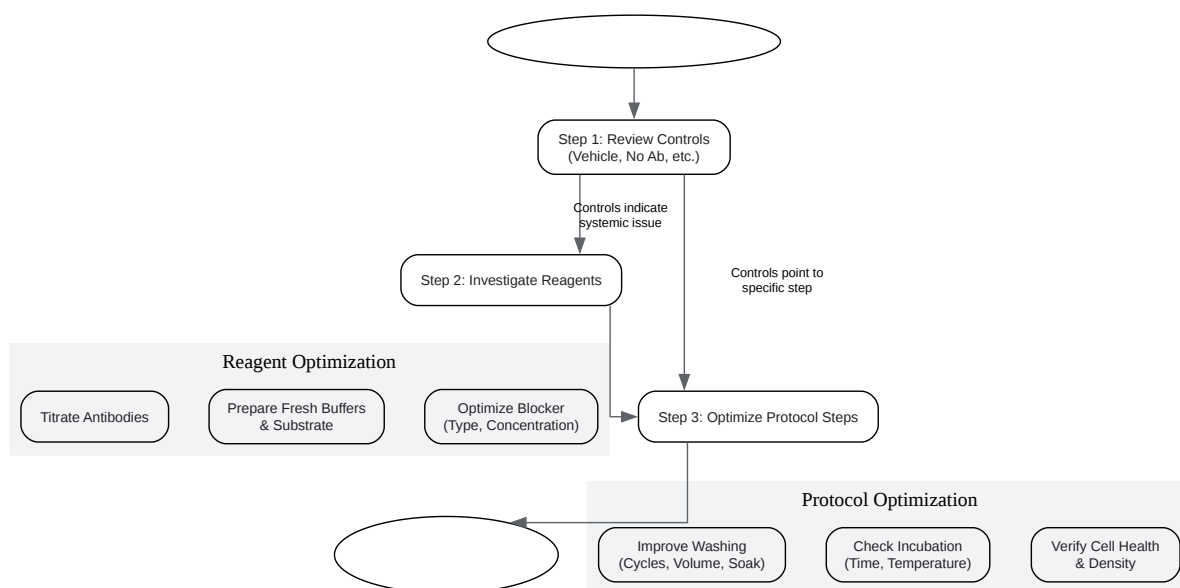 Step 1: Review Controls
(Vehicle, No Ab, etc.)
Controls indicate
systemic issue
Step 2: Investigate Reagents
Controls point to
specific step
Reagent Optimization
Titrate Antibodies
Prepare Fresh Buffers
& Substrate
Optimize Blocker
(Type, Concentration)
Step 3: Optimize Protocol Steps
Protocol Optimization
Improve Washing
(Cycles, Volume, Soak)
Check Incubation
(Time, Temperature)
Verify Cell Health
& Density